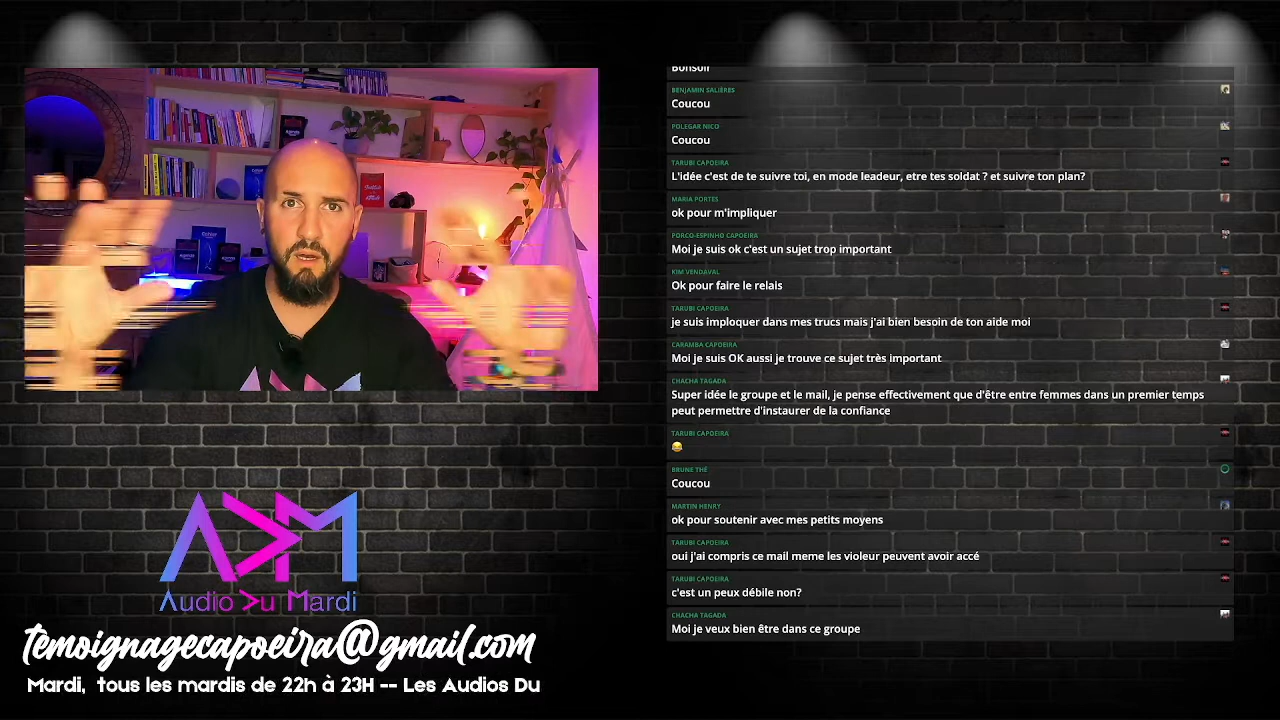 Bonsoir
BENJAMIN SALIÈRES
Coucou
POLEGAR NICO
Coucou
TARUBI CAPOEIRA
L'idée c'est de te suivre toi, en mode leadeur, etre tes soldat ? et suivre ton plan?
MARIA PORTES
ok pour m'impliquer
PORCO-ESPINHO CAPOEIRA
Moi je suis ok c'est un sujet trop important
KIM VENDAVAL
Ok pour faire le relais
TARUBI CAPOEIRA
je suis imploquer dans mes trucs mais j'ai bien besoin de ton aide moi
CARAMBA CAPOEIRA
Moi je suis OK aussi je trouve ce sujet très important
CHACHA TAGADA
Super idée le groupe et le mail, je pense effectivement que d'être entre femmes dans un premier temps
peut permettre d'instaurer de la confiance
TARUBI CAPOEIRA
😂
BRUNE THÉ
Coucou
MARTIN HENRY
ok pour soutenir avec mes petits moyens
TARUBI CAPOEIRA
oui j'ai compris ce mail meme les violeur peuvent avoir accé
TARUBI CAPOEIRA
c'est un peux débile non?
CHACHA TAGADA
Moi je veux bien être dans ce groupe
ADM
Audio Du Mardi
temoignagecapoeira@gmail.com
Mardi, tous les mardis de 22h à 23H -- Les Audios Du